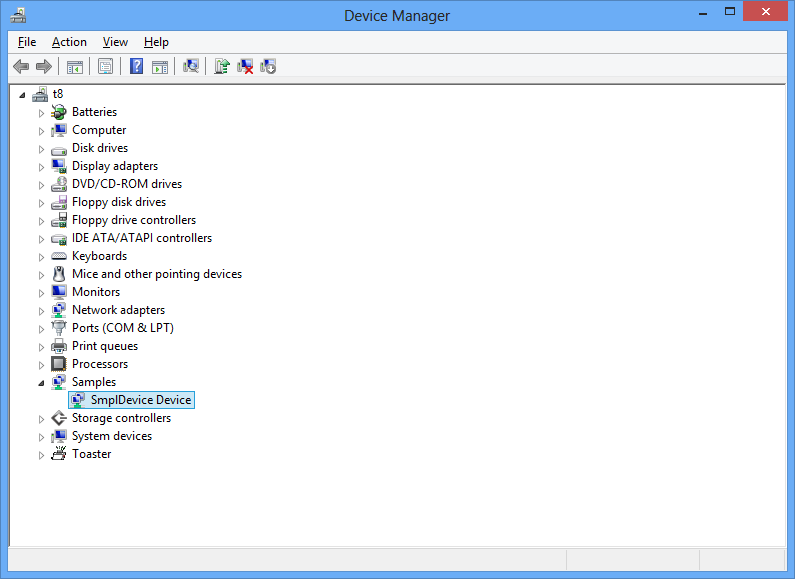 Device Manager
File Action View Help
t8
Batteries
Computer
Disk drives
Display adapters
DVD/CD-ROM drives
Floppy disk drives
Floppy drive controllers
IDE ATA/ATAPI controllers
Keyboards
Mice and other pointing devices
Monitors
Network adapters
Ports (COM & LPT)
Print queues
Processors
Samples
SmplDevice Device
Storage controllers
System devices
Toaster